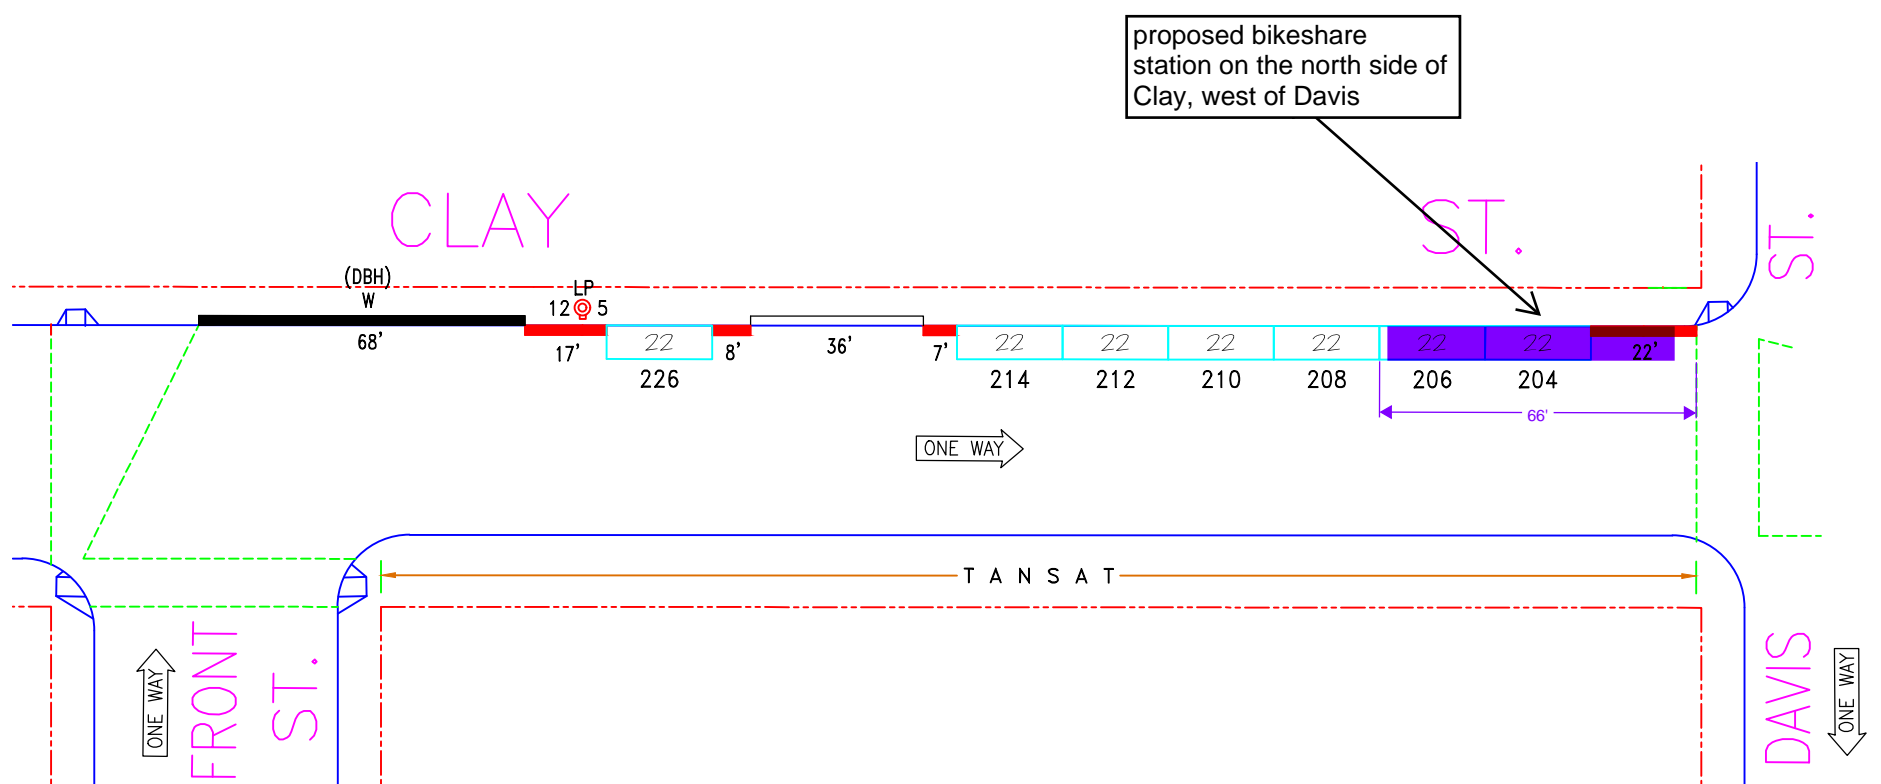 proposed bikeshare
station on the north side of
Clay, west of Davis
CLAY ST.
ST.
(DBH)
W
LP
12 5
68'
17'
22
8'
36'
7'
22 22 22 22 22 22
22'
226
214 212 210 208 206 204
66'
ONE WAY
TANSAT
FRONT
ST.
ONE WAY
DAVIS
ONE WAY